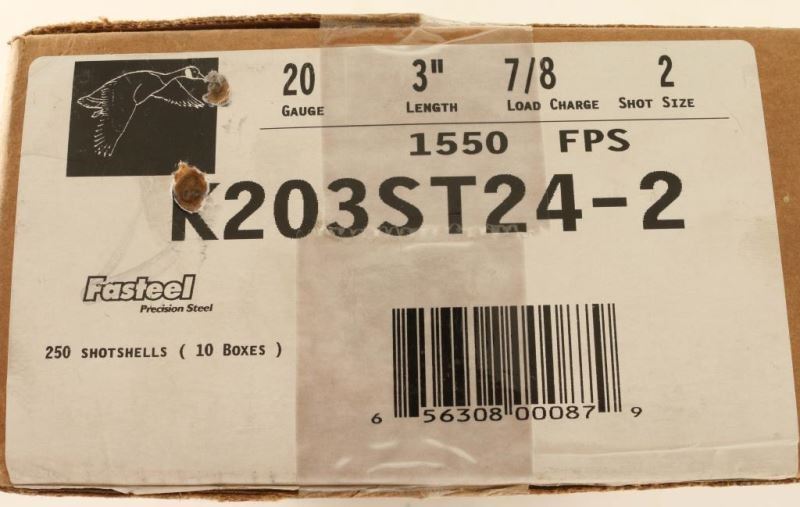 20 3" 7/8 2
GAUGE LENGTH LOAD CHARGE SHOT SIZE
1550 FPS
K203ST24-2
Fasteel
Precision Steel
250 SHOTSHELLS ( 10 BOXES )
6 56308 00087 9